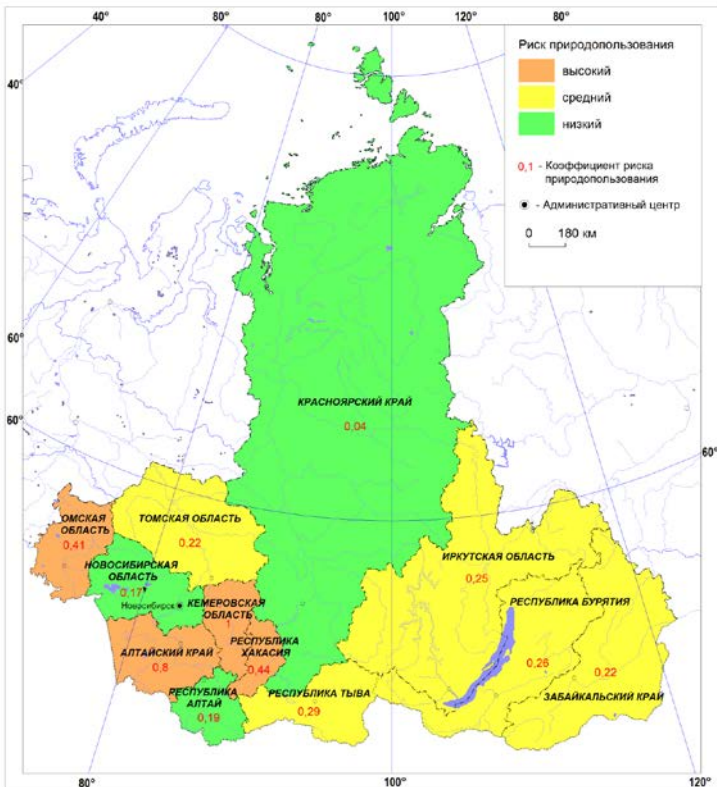 40°
80°
80°
100°
120°
80°
Риск природопользования
высокий
средний
низкий
0,1 - Коэффициент риска
природопользования
- Административный центр
0 180 км
40°
60°
60°
60°
КРАСНОЯРСКИЙ КРАЙ
0,04
ОМСКАЯ
ОБЛАСТЬ
0,41
ТОМСКАЯ ОБЛАСТЬ
0,22
НОВОСИБИРСКАЯ
ОБЛАСТЬ
0,17
Новосибирск
КЕМЕРОВСКАЯ
ОБЛАСТЬ
1
ИРКУТСКАЯ ОБЛАСТЬ
0,25
РЕСПУБЛИКА БУРЯТИЯ
0,26
АЛТАЙСКИЙ КРАЙ
0,8
РЕСПУБЛИКА
ХАКАСИЯ
0,44
РЕСПУБЛИКА
АЛТАЙ
0,19
РЕСПУБЛИКА ТЫВА
0,29
0,22
ЗАБАЙКАЛЬСКИЙ КРАЙ
80°
100°
120°